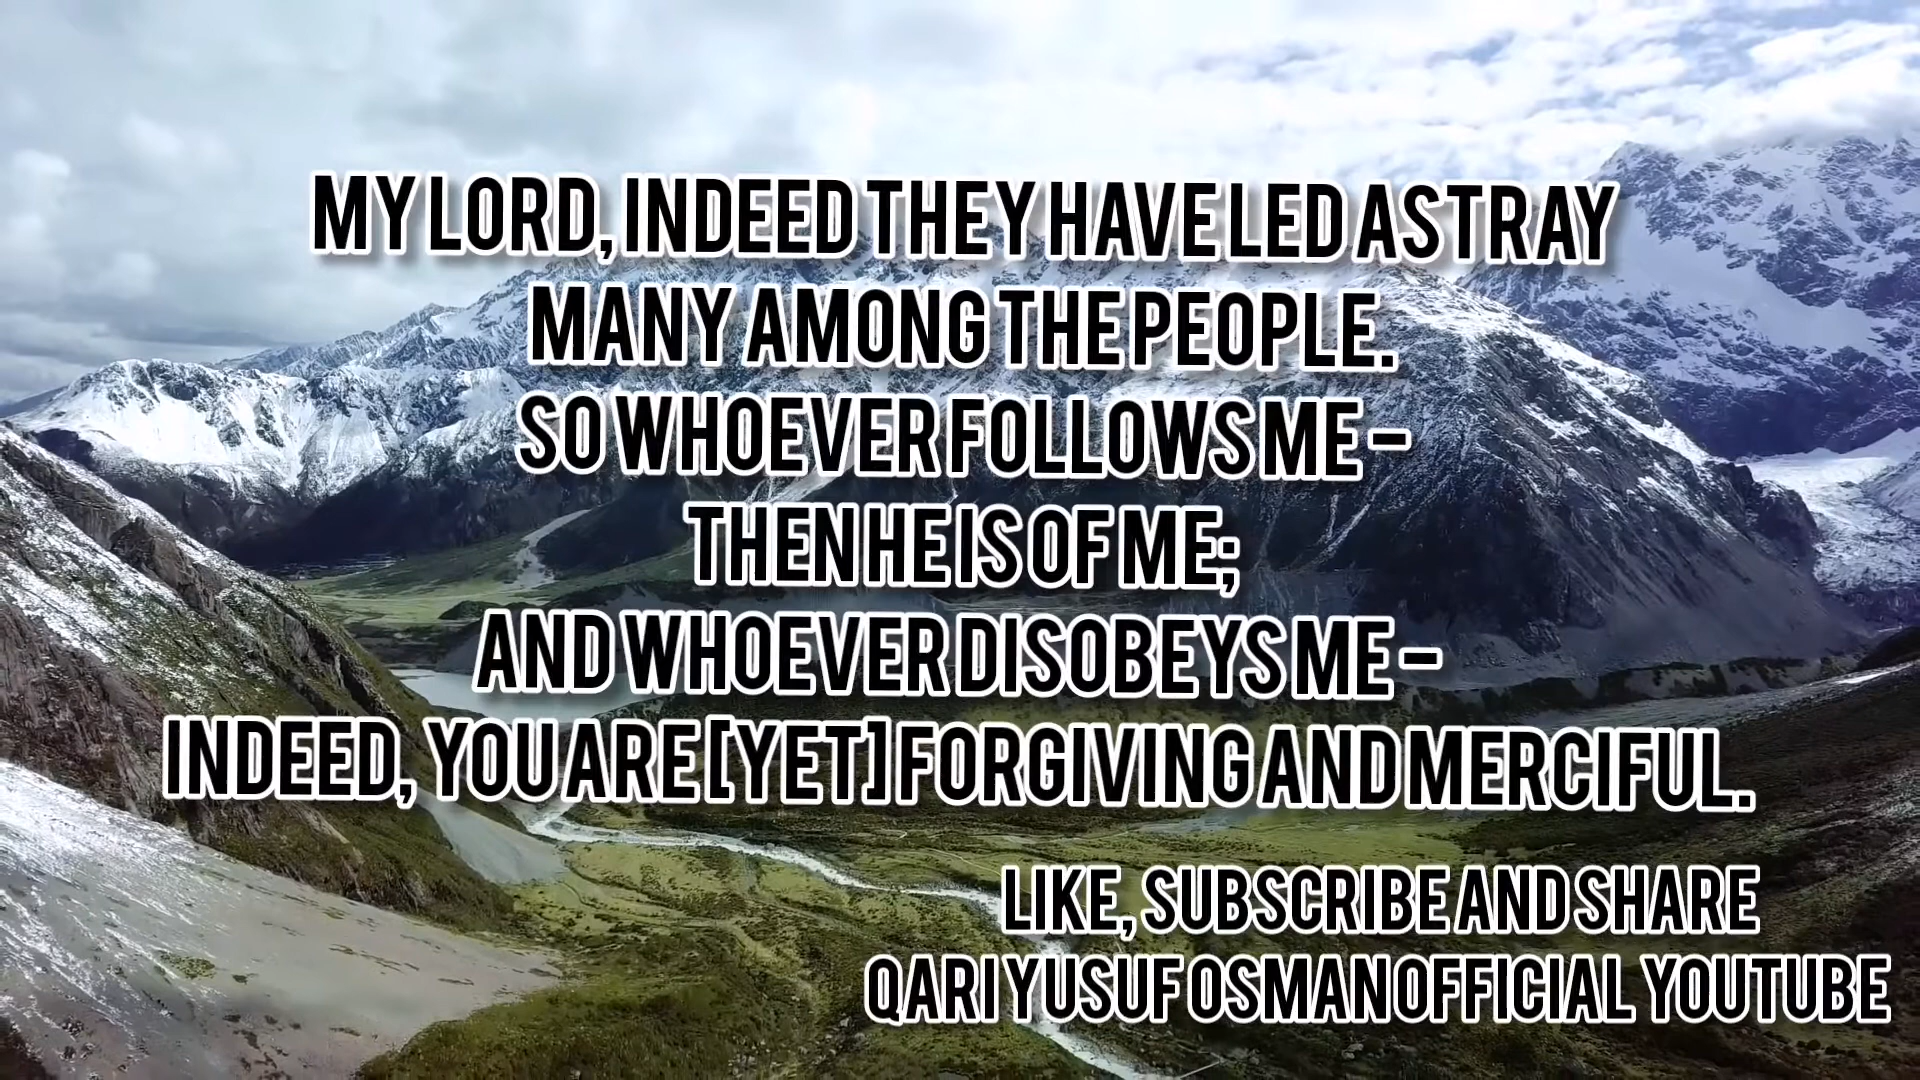 MY LORD, INDEED THEY HAVE LED ASTRAY
MANY AMONG THE PEOPLE.
SO WHOEVER FOLLOWS ME –
THEN HE IS OF ME;
AND WHOEVER DISOBEYS ME –
INDEED, YOU ARE [YET] FORGIVING AND MERCIFUL.
LIKE, SUBSCRIBE AND SHARE
QARI YUSUF OSMAN OFFICIAL YOUTUBE